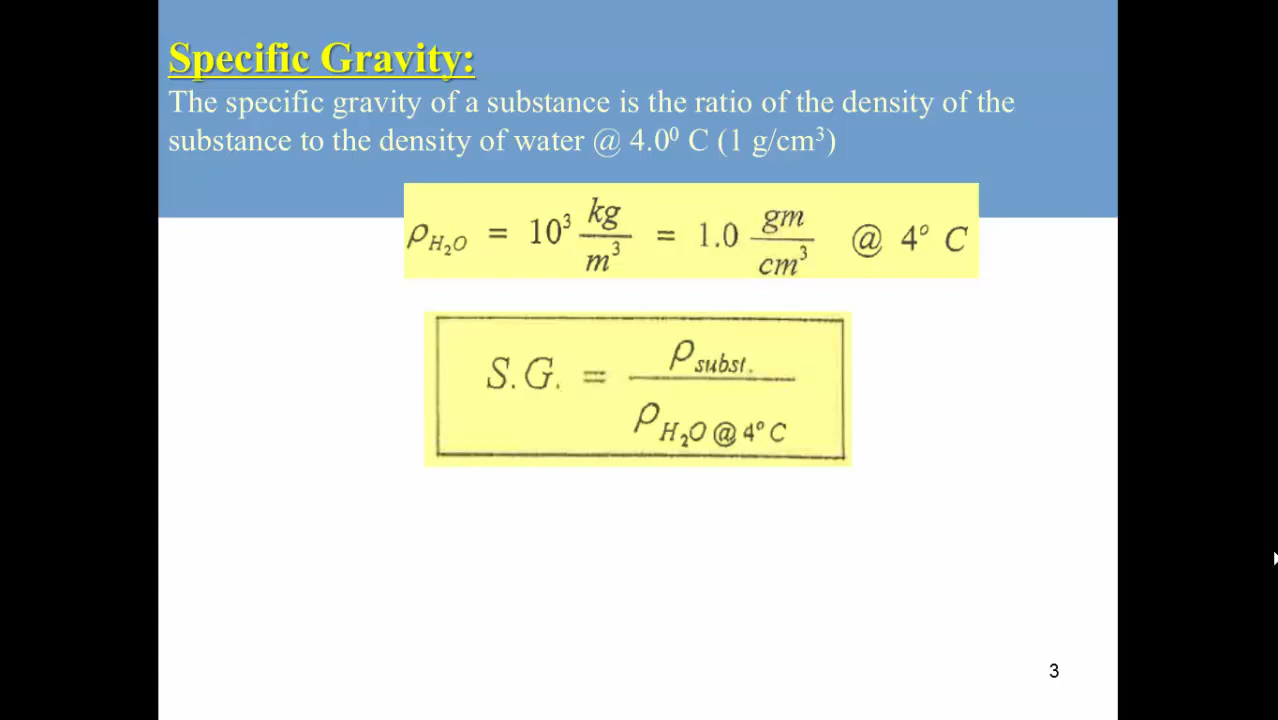 Specific Gravity:
The specific gravity of a substance is the ratio of the density of the
substance to the density of water @ 4.0⁰ C (1 g/cm³)
ρ_H₂O = 10³ kg/m³ = 1.0 gm/cm³ @ 4° C
S.G. = ρ_subst. / ρ_H₂O @ 4° C
3